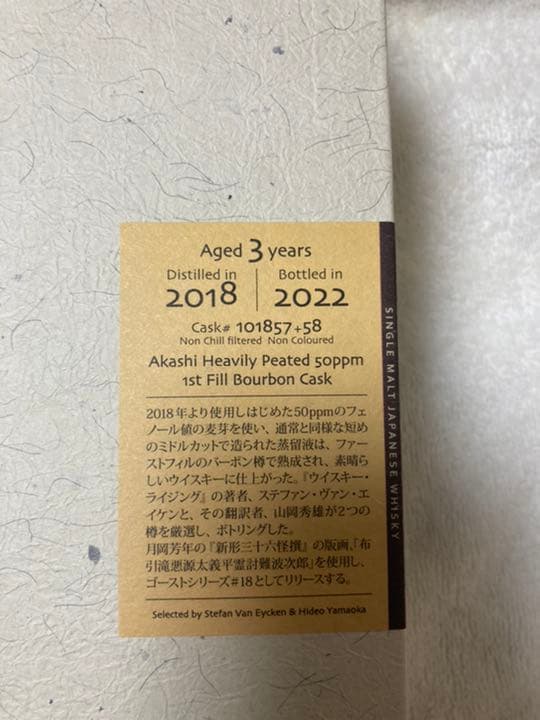 Aged 3 years
Distilled in
2018
Bottled in
2022
Cask# 101857+58
Non Chill filtered Non Coloured
Akashi Heavily Peated 50ppm
1st Fill Bourbon Cask
2018年より使用しはじめた50ppmのフェ
ノール値の麦芽を使い、通常と同様な短め
のミドルカットで造られた蒸留液は、ファー
ストフィルのバーボン樽で熟成され、素晴ら
しいウイスキーに仕上がった。『ウイスキー・
ライジング』の著者、ステファン・ヴァン・エ
イケンと、その翻訳者、山岡秀雄が2つの
樽を厳選し、ボトリングした。
月岡芳年の『新形三十六怪撰』の版画、「布
引滝悪源太義平霊討難波次郎」を使用し、
ゴーストシリーズ#18としてリリースする。
Selected by Stefan Van Eycken & Hideo Yamaoka
SINGLE MALT JAPANESE WHISKY